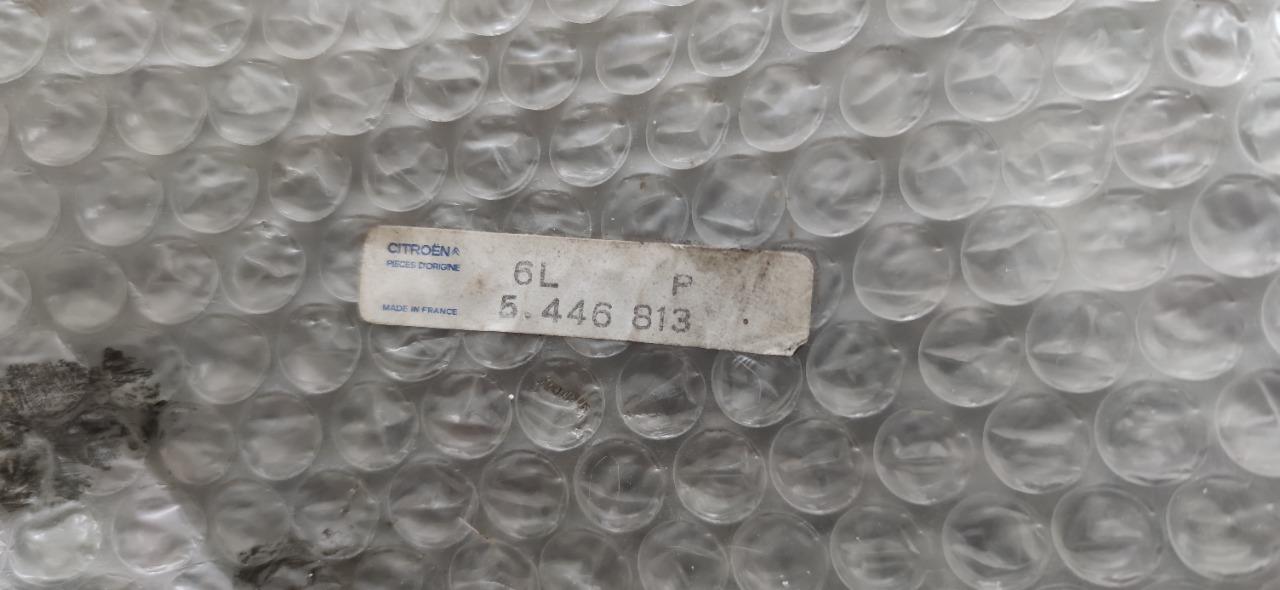 CITROËN
PIECES D'ORIGINE
6L P
MADE IN FRANCE
5.446 813